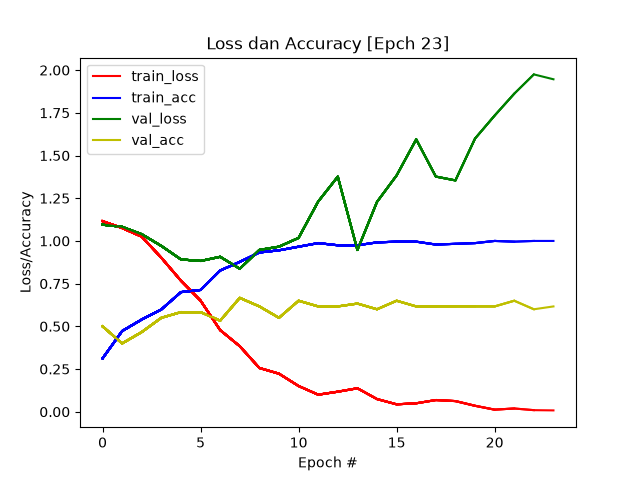 Loss dan Accuracy [Epch 23]
train_loss
train_acc
val_loss
val_acc
Loss/Accuracy
2.00
1.75
1.50
1.25
1.00
0.75
0.50
0.25
0.00
0 5 10 15 20
Epoch #